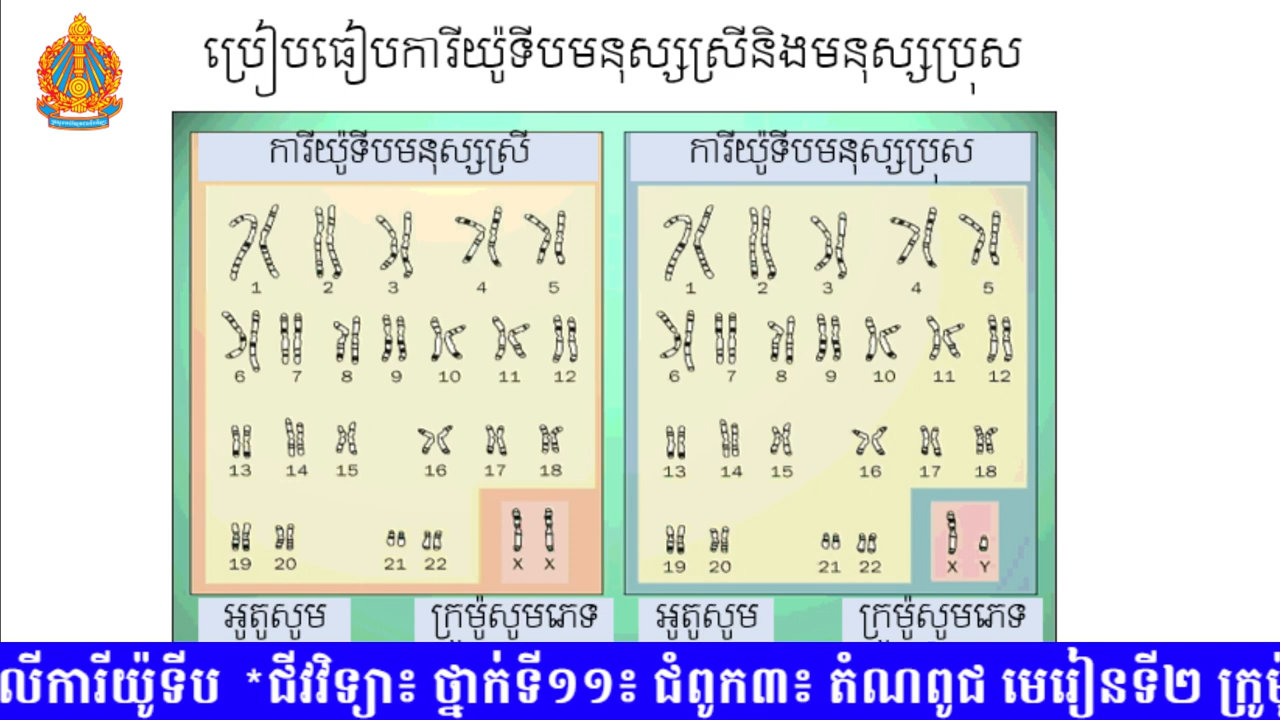 ប្រៀបធៀបការីយ៉ូទីបមនុស្សស្រីនិងមនុស្សប្រុស
ការីយ៉ូទីបមនុស្សស្រី
1 2 3 4 5
6 7 8 9 10 11 12
13 14 15 16 17 18
19 20 21 22 X X
អូតូសូម ក្រូម៉ូសូមភេទ
ការីយ៉ូទីបមនុស្សប្រុស
1 2 3 4 5
6 7 8 9 10 11 12
13 14 15 16 17 18
19 20 21 22 X Y
អូតូសូម ក្រូម៉ូសូមភេទ
លើការីយ៉ូទីប *ជីវវិទ្យា៖ ថ្នាក់ទី១១៖ ជំពូក៣៖ តំណពូជ មេរៀនទី២